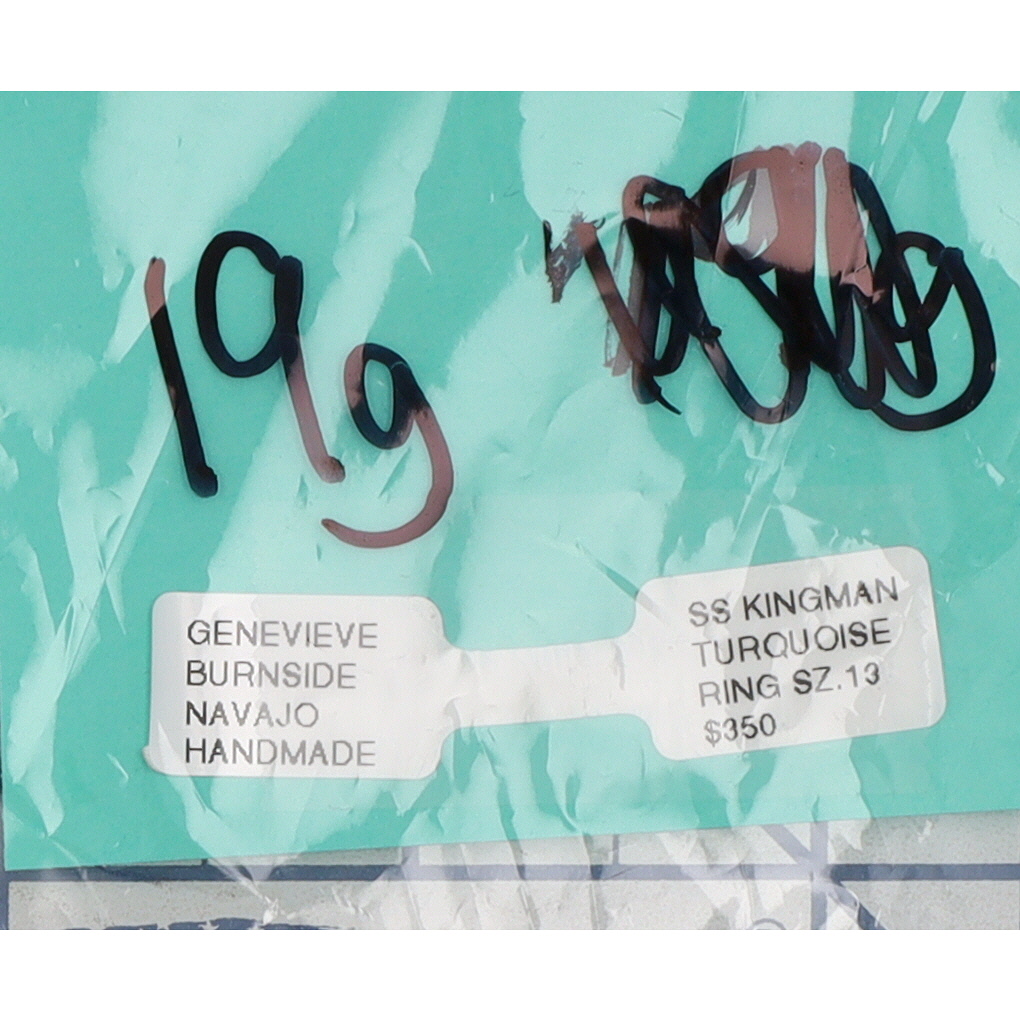 19g
GENEVIEVE
BURNSIDE
NAVAJO
HANDMADE
SS KINGMAN
TURQUOISE
RING SZ.13
$350